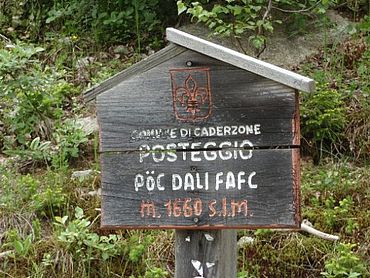 COMUNE DI CADERZONE
POSTEGGIO
PÖC DALI FAFC
m. 1660 s.l.m.